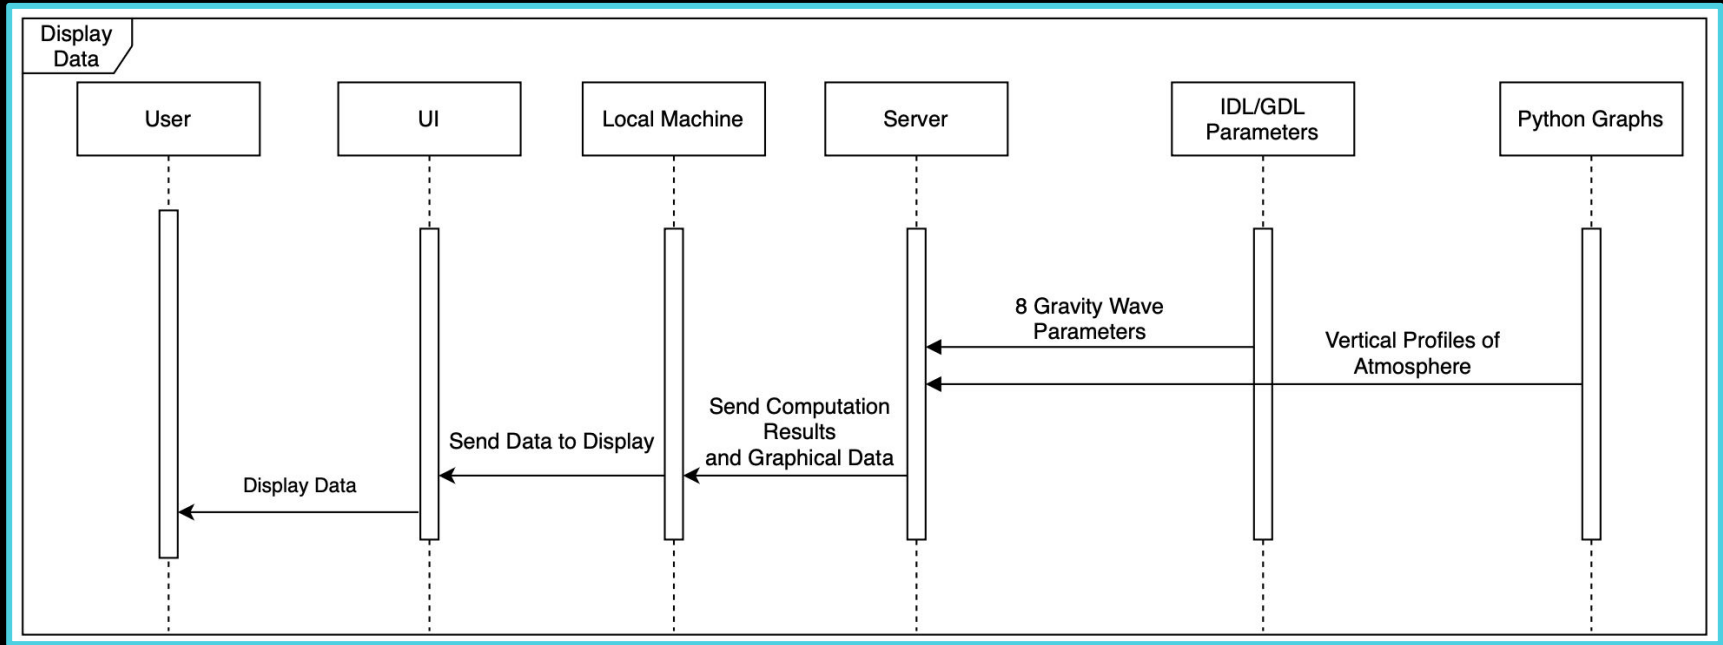 Display
Data
User
UI
Local Machine
Server
IDL/GDL
Parameters
Python Graphs
8 Gravity Wave
Parameters
Vertical Profiles of
Atmosphere
Send Computation
Results
and Graphical Data
Send Data to Display
Display Data